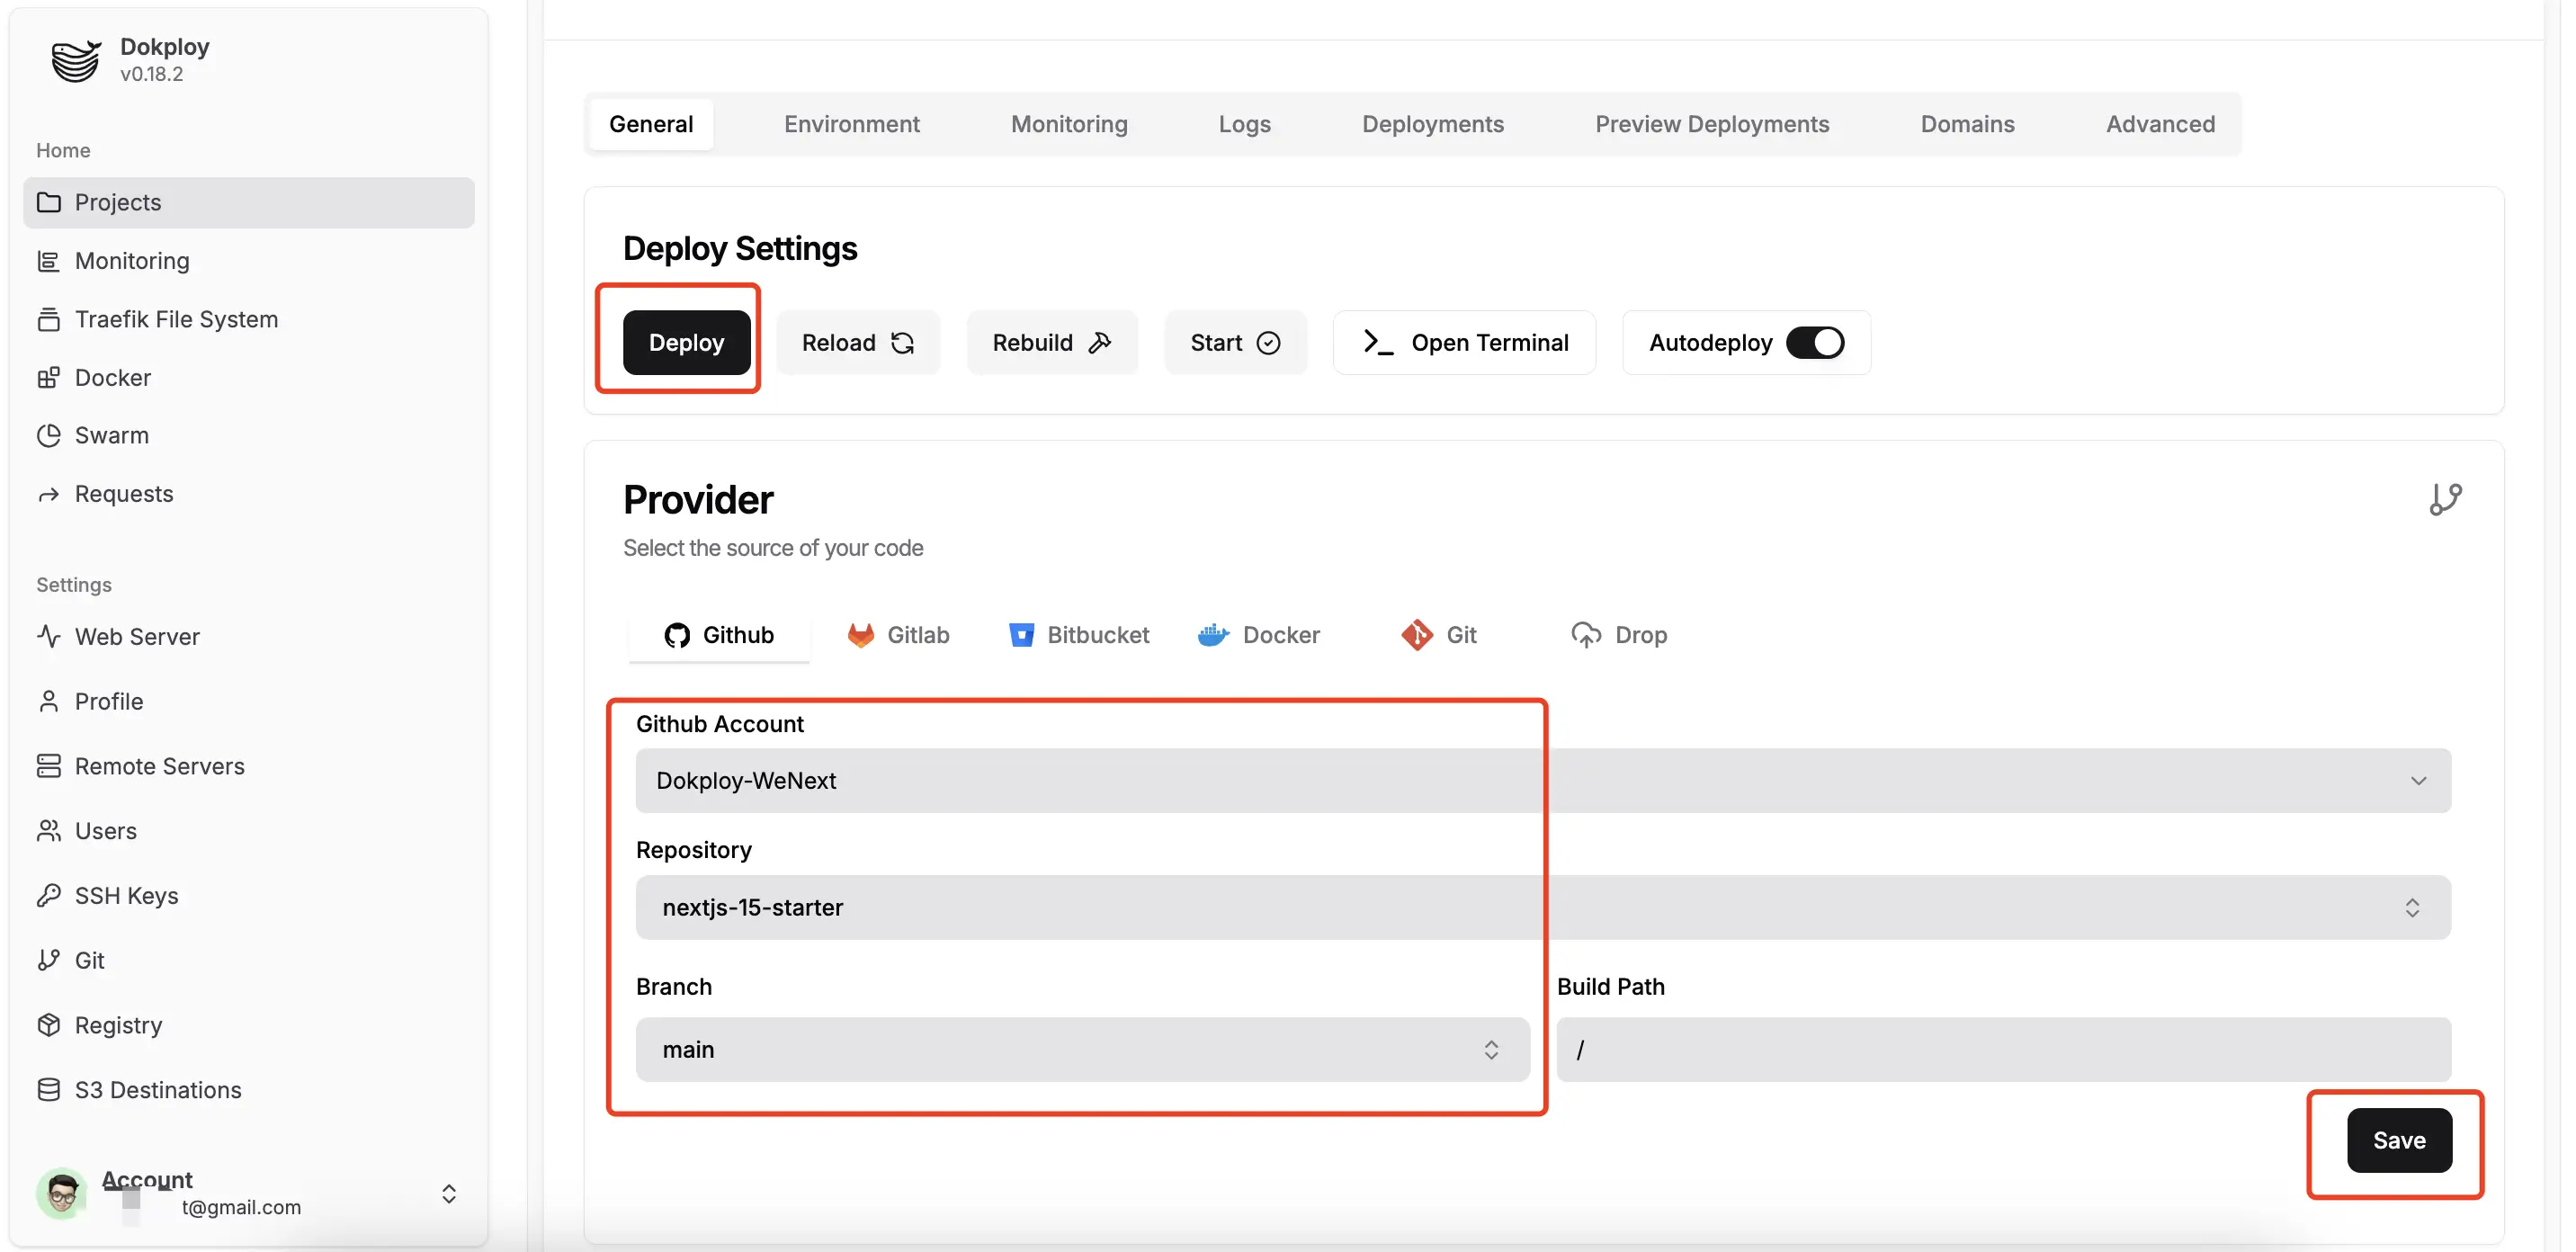 Dokploy
v0.18.2
Home
Projects
Monitoring
Traefik File System
Docker
Swarm
Requests
Settings
Web Server
Profile
Remote Servers
Users
SSH Keys
Git
Registry
S3 Destinations
Account
t@gmail.com
General Environment Monitoring Logs Deployments Preview Deployments Domains Advanced
Deploy Settings
Deploy Reload Rebuild Start Open Terminal Autodeploy
Provider
Select the source of your code
Github Gitlab Bitbucket Docker Git Drop
Github Account
Dokploy-WeNext
Repository
nextjs-15-starter
Branch Build Path
main /
Save